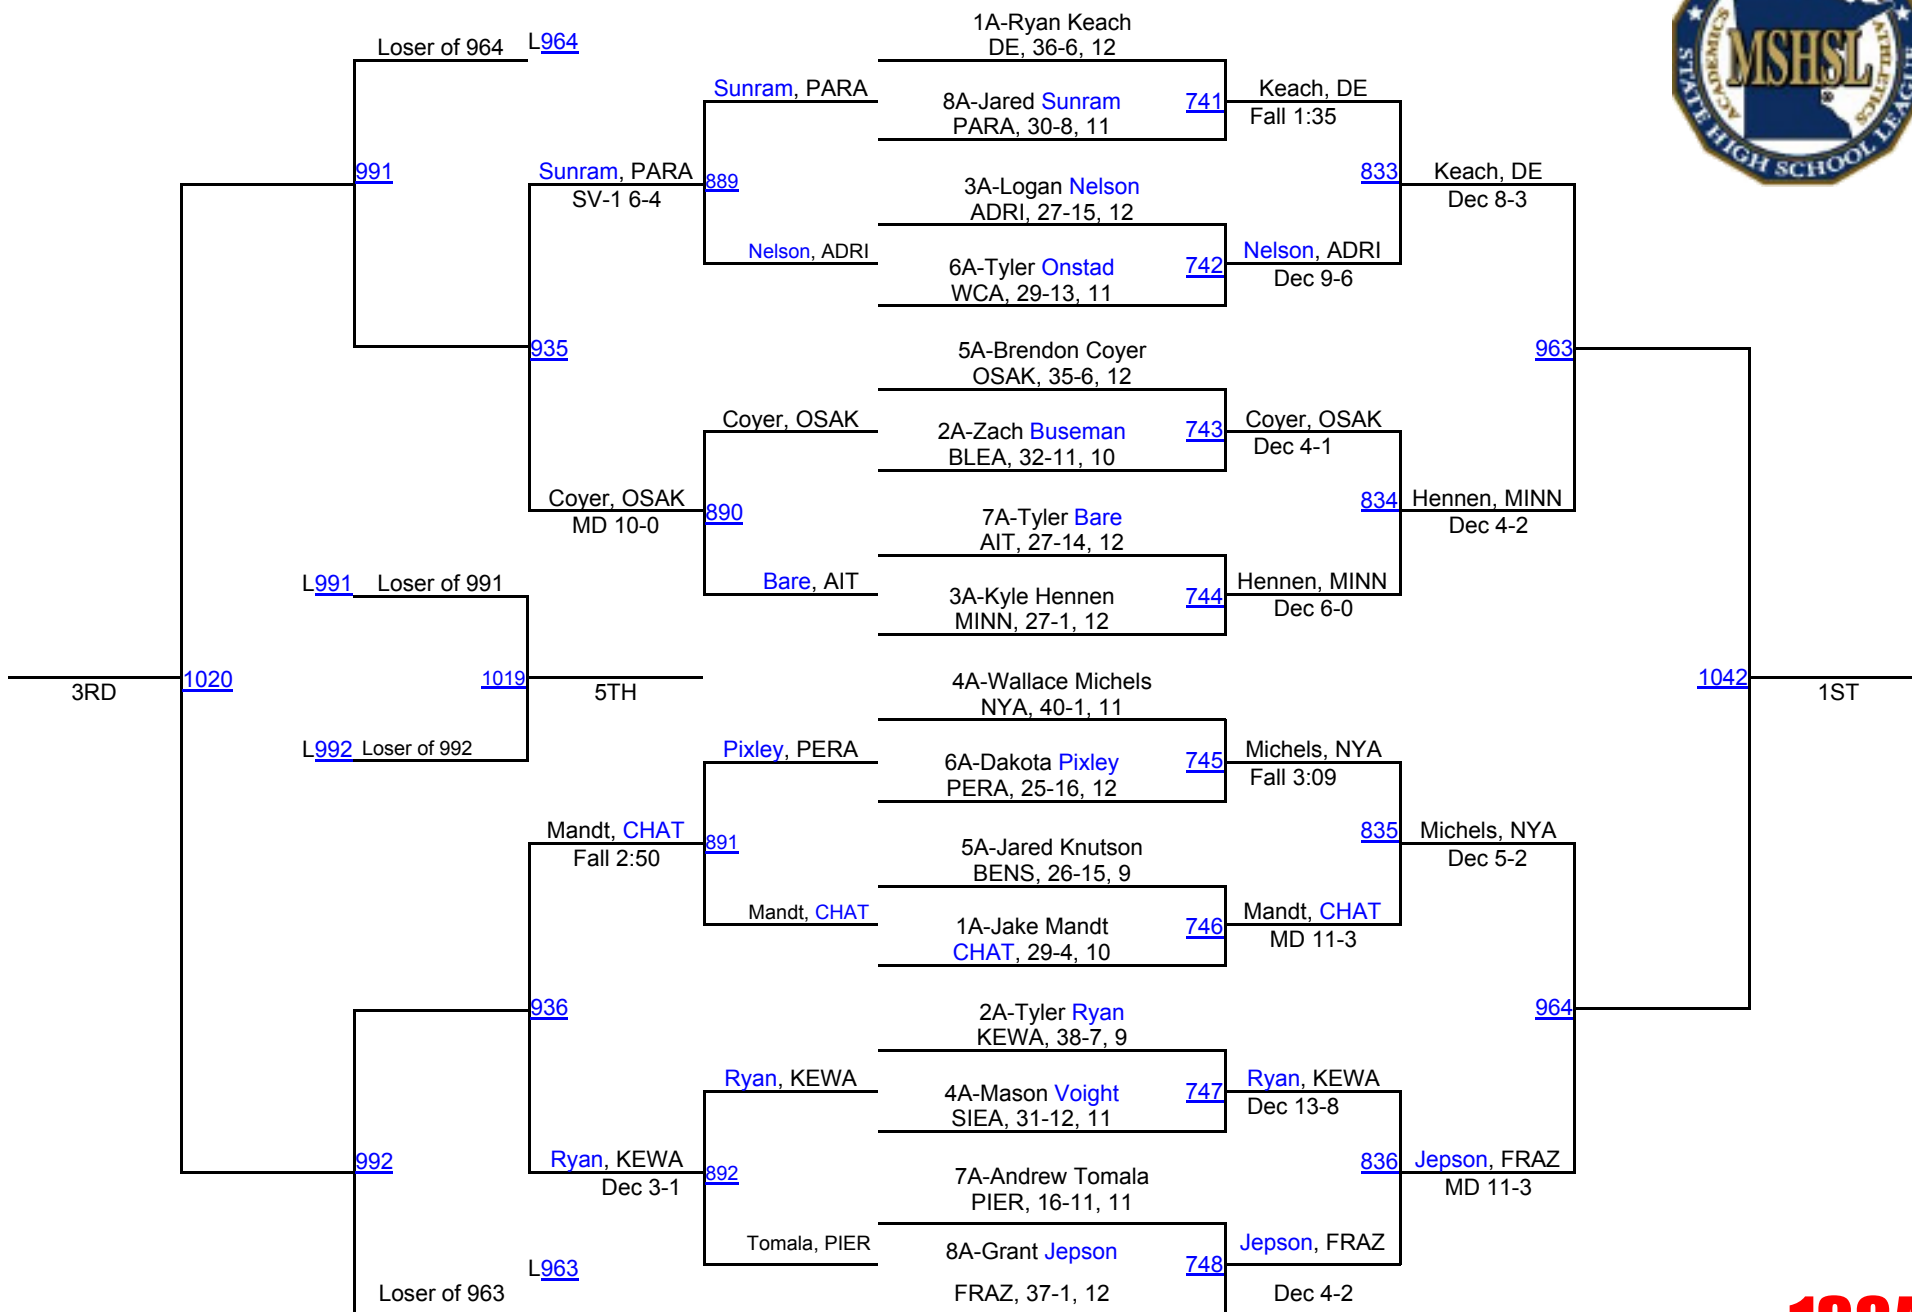 1A-Ryan Keach
DE, 36-6, 12
Loser of 964 L964
Sunram, PARA
8A-Jared Sunram
PARA, 30-8, 11
741
Keach, DE
Fall 1:35
991
Sunram, PARA
SV-1 6-4
889
3A-Logan Nelson
ADRI, 27-15, 12
833
Keach, DE
Dec 8-3
Nelson, ADRI
6A-Tyler Onstad
WCA, 29-13, 11
742
Nelson, ADRI
Dec 9-6
935
5A-Brendon Coyer
OSAK, 35-6, 12
963
Coyer, OSAK
2A-Zach Buseman
BLEA, 32-11, 10
743
Coyer, OSAK
Dec 4-1
Coyer, OSAK
MD 10-0
890
7A-Tyler Bare
AIT, 27-14, 12
834
Hennen, MINN
Dec 4-2
L991 Loser of 991
Bare, AIT
3A-Kyle Hennen
MINN, 27-1, 12
744
Hennen, MINN
Dec 6-0
3RD
1020
1019
5TH
4A-Wallace Michels
NYA, 40-1, 11
1042
1ST
L992 Loser of 992
Pixley, PERA
6A-Dakota Pixley
PERA, 25-16, 12
745
Michels, NYA
Fall 3:09
Mandt, CHAT
Fall 2:50
891
5A-Jared Knutson
BENS, 26-15, 9
835
Michels, NYA
Dec 5-2
Mandt, CHAT
1A-Jake Mandt
CHAT, 29-4, 10
746
Mandt, CHAT
MD 11-3
936
2A-Tyler Ryan
KEWA, 38-7, 9
964
Ryan, KEWA
4A-Mason Voight
SIEA, 31-12, 11
747
Ryan, KEWA
Dec 13-8
992
Ryan, KEWA
Dec 3-1
892
7A-Andrew Tomala
PIER, 16-11, 11
836
Jepson, FRAZ
MD 11-3
Tomala, PIER
8A-Grant Jepson
FRAZ, 37-1, 12
748
Jepson, FRAZ
Dec 4-2
L963
Loser of 963
MSHSL
ACADEMICS
ATHLETICS
STATE HIGH SCHOOL LEAGUE